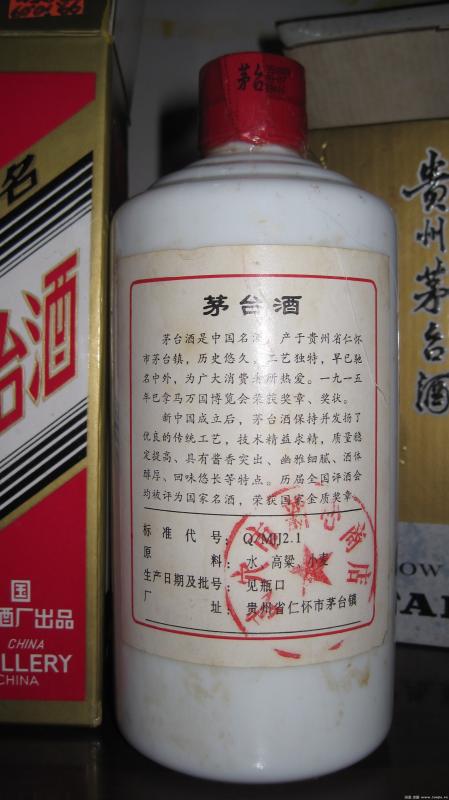 茅台
名
台酒
国
酒厂出品
CHINA
LLERY
CHINA
贵州茅台酒
OW
TAI
茅台酒
茅台酒是中国名酒，产于贵州省仁怀
市茅台镇，历史悠久，工艺独特，早已驰
名中外，为广大消费者所热爱。一九一五
年巴拿马万国博览会荣获奖章、奖状。
新中国成立后，茅台酒保持并发扬了
优良的传统工艺，技术精益求精，质量稳
定提高、具有酱香突出、幽雅细腻、酒体
醇厚、回味悠长等特点。历届全国评酒会
均被评为国家名酒，荣获国家金质奖章。
标准代号：Q/MJJ2.1
原料：水、高粱、小麦
生产日期及批号：见瓶口
厂址：贵州省仁怀市茅台镇
商店